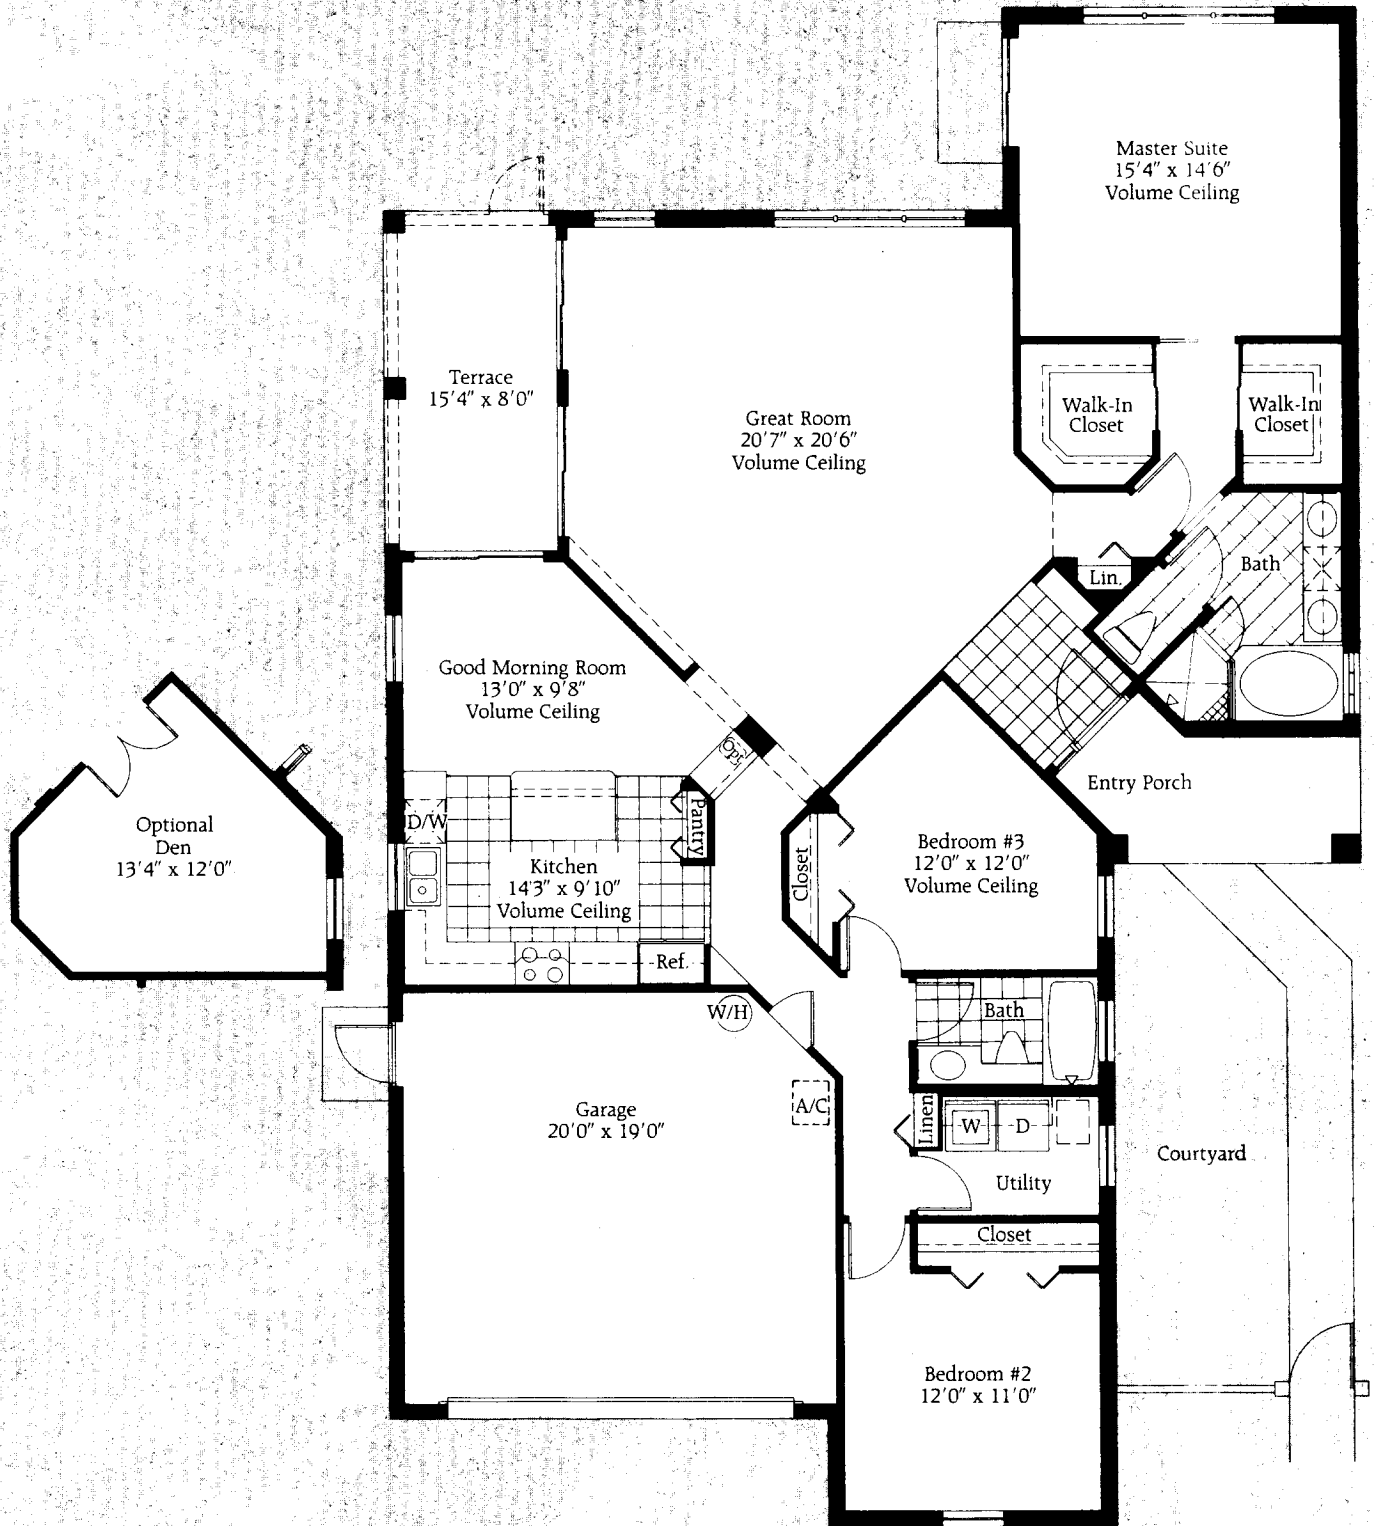 Master Suite
15'4" x 14'6"
Volume Ceiling
Walk-In
Closet
Walk-In
Closet
Terrace
15'4" x 8'0"
Great Room
20'7" x 20'6"
Volume Ceiling
Lin.
Bath
Good Morning Room
13'0" x 9'8"
Volume Ceiling
Opt.
Entry Porch
Optional
Den
13'4" x 12'0"
D/W
Pantry
Kitchen
14'3" x 9'10"
Volume Ceiling
Ref.
Closet
Bedroom #3
12'0" x 12'0"
Volume Ceiling
W/H
Bath
A/C
Garage
20'0" x 19'0"
Linen
W
D
Utility
Courtyard
Closet
Bedroom #2
12'0" x 11'0"